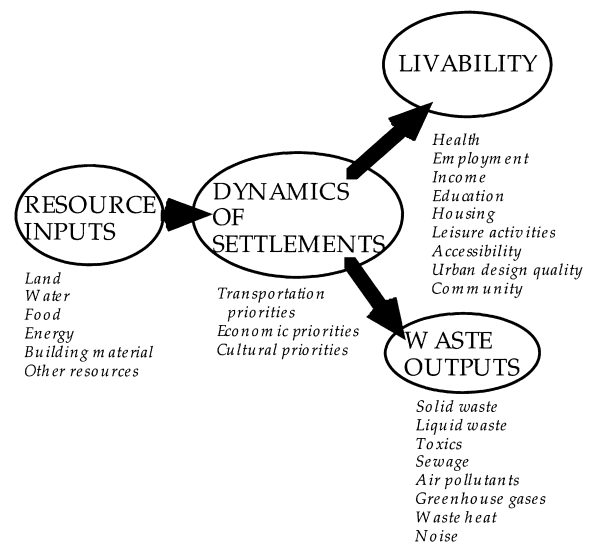 LIVABILITY
Health
Employment
Income
Education
Housing
Leisure activities
Accessibility
Urban design quality
Community
RESOURCE
INPUTS
Land
Water
Food
Energy
Building material
Other resources
DYNAMICS
OF
SETTLEMENTS
Transportation
priorities
Economic priorities
Cultural priorities
WASTE
OUTPUTS
Solid waste
Liquid waste
Toxics
Sewage
Air pollutants
Greenhouse gases
Waste heat
Noise